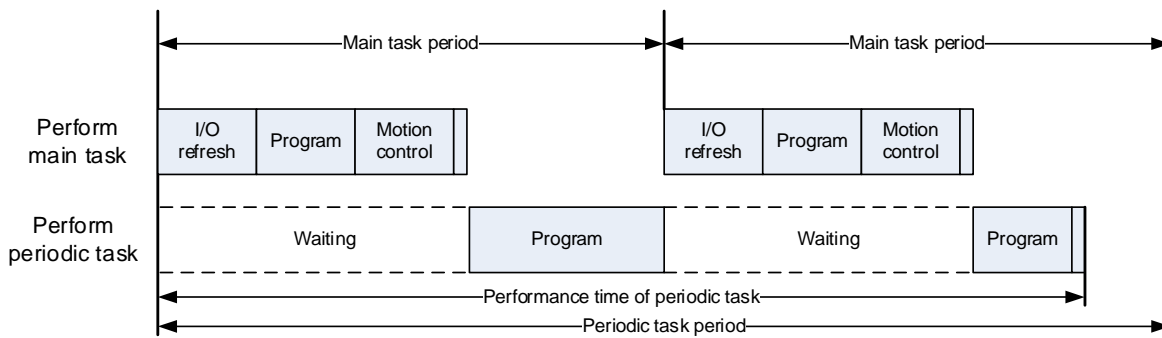 Main task period
Main task period
Perform
main task
I/O
refresh
Program
Motion
control
I/O
refresh
Program
Motion
control
Perform
periodic task
Waiting
Program
Waiting
Program
Performance time of periodic task
Periodic task period